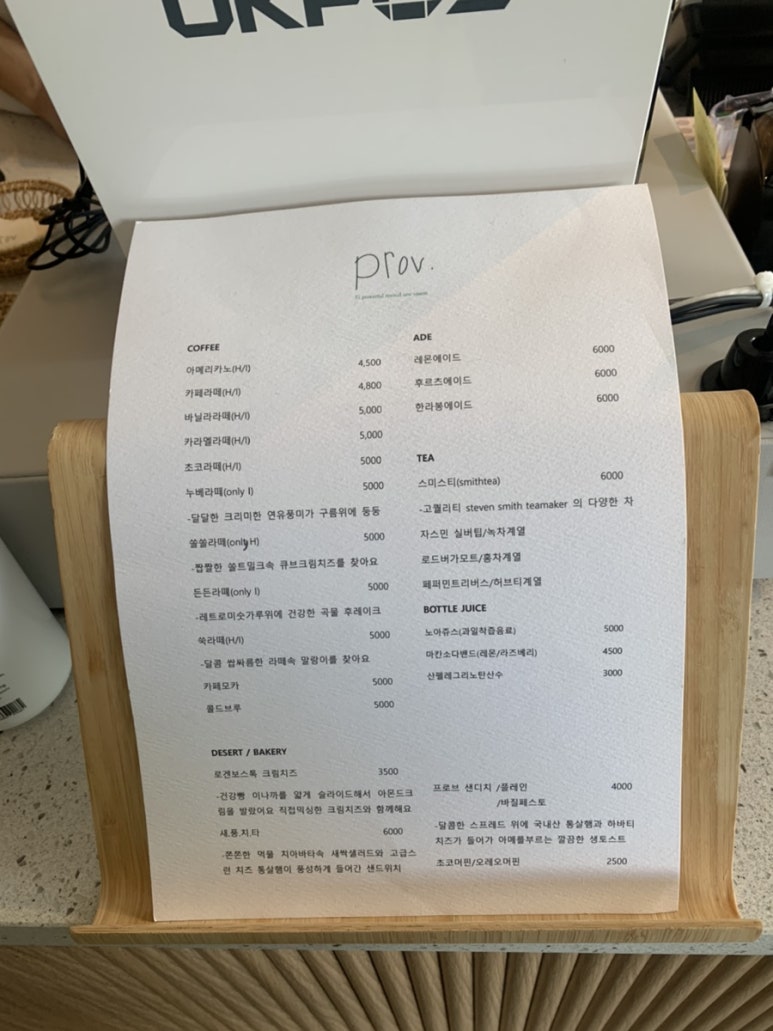 OKPOS
prov.
COFFEE
아메리카노(H/I) 4,500
카페라떼(H/I) 4,800
바닐라라떼(H/I) 5,000
카라멜라떼(H/I) 5,000
초코라떼(H/I) 5000
누베라떼(only I) 5000
-달달한 크리미한 연유풍미가 구름위에 둥둥
쏠쏠라떼(only H) 5000
-짭짤한 쏠트밀크속 큐브크림치즈를 찾아요
든든라떼(only I) 5000
-레트로미숫가루위에 건강한 곡물 후레이크
쑥라떼(H/I) 5000
-달콤 쌉싸름한 라떼속 말랑이를 찾아요
카페모카 5000
콜드브루 5000
ADE
레몬에이드 6000
후르츠에이드 6000
한라봉에이드 6000
TEA
스미스티(smithtea) 6000
-고퀄리티 steven smith teamaker 의 다양한 차
자스민 실버팁/녹차계열
로드버가모트/홍차계열
페퍼민트리버스/허브티계열
BOTTLE JUICE
노아쥬스(과일착즙음료) 5000
마칸소다밴드(레몬/라즈베리) 4500
산펠레그리노탄산수 3000
DESERT / BAKERY
로겐보스톡 크림치즈 3500
-건강빵 미니까를 얇게 슬라이드해서 아몬드크
림을 발랐어요 직접믹싱한 크림치즈와 함께해요
새.통.치.타 6000
-쫀쫀한 먹물 치아바타속 새싹샐러드와 고급스
런 치즈 통살햄이 풍성하게 들어간 샌드위치
프로브 샌디치 /플레인 4000
/바질페스토
-달콤한 스프레드 위에 국내산 통살햄과 하바티
치즈가 들어가 아메를부르는 깔끔한 생토스트
초코머핀/오레오머핀 2500